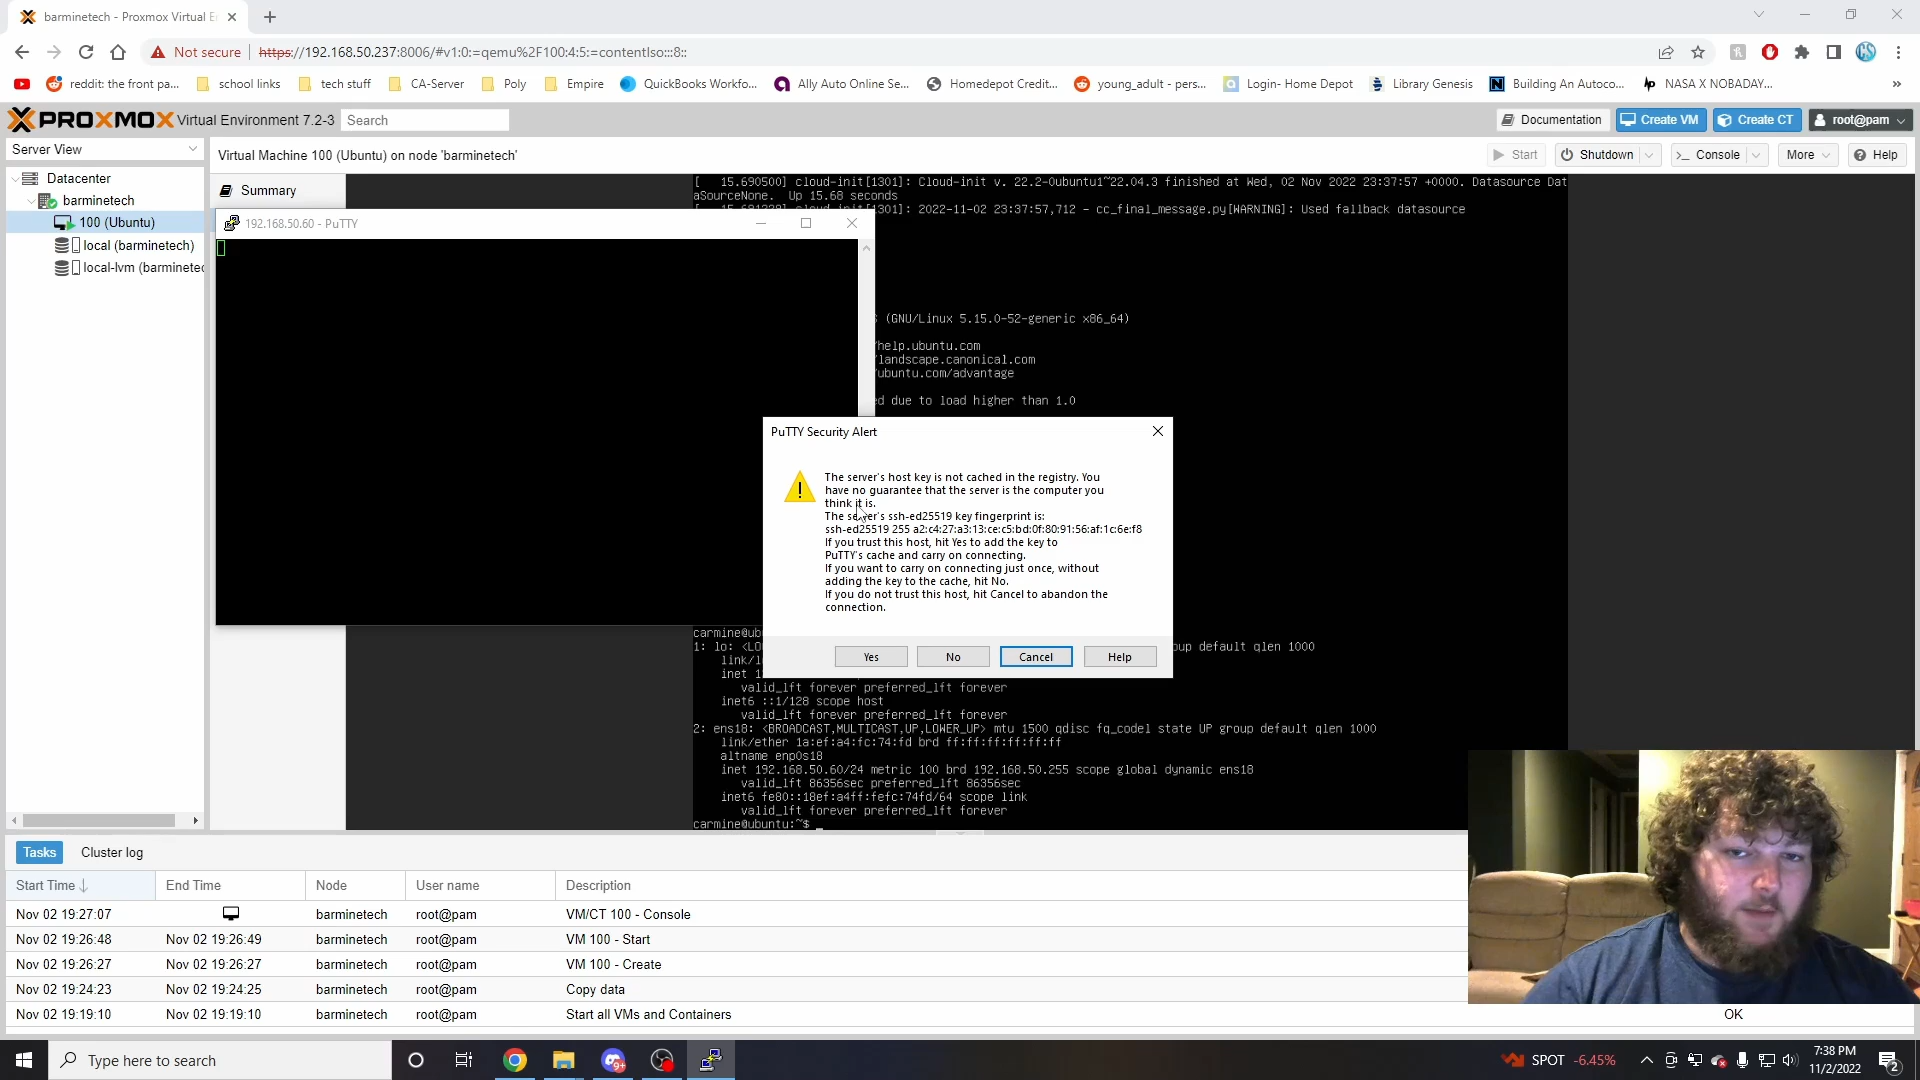 barminetech - Proxmox Virtual E
Not secure
https://192.168.50.237:8006/#v1:0:=qemu%2F100:4:5:=contentIso:::8::
reddit: the front pa...
school links
tech stuff
CA-Server
Poly
Empire
QuickBooks Workfo...
Ally Auto Online Se...
Homedepot Credit...
young_adult - pers...
Login- Home Depot
Library Genesis
Building An Autoco...
NASA X NOBADAY...
PROXMOX Virtual Environment 7.2-3
Search
Documentation
Create VM
Create CT
root@pam
Server View
Virtual Machine 100 (Ubuntu) on node 'barminetech'
Start
Shutdown
Console
More
Help
Datacenter
barminetech
100 (Ubuntu)
local (barminetech)
local-lvm (barminetec
Summary
[   15.690500] cloud-init[1301]: Cloud-init v. 22.2-0ubuntu1~22.04.3 finished at Wed, 02 Nov 2022 23:37:57 +0000. Datasource Dat
aSourceNone.  Up 15.68 seconds
1301]: 2022-11-02 23:37:57,712 - cc_final_message.py[WARNING]: Used fallback datasource
192.168.50.60 - PuTTY
(GNU/Linux 5.15.0-52-generic x86_64)
/help.ubuntu.com
/landscape.canonical.com
ubuntu.com/advantage
ed due to load higher than 1.0
PuTTY Security Alert
The server's host key is not cached in the registry. You
have no guarantee that the server is the computer you
think it is.
The server's ssh-ed25519 key fingerprint is:
ssh-ed25519 255 a2:c4:27:a3:13:ce:c5:bd:0f:80:91:56:af:1c:6e:f8
If you trust this host, hit Yes to add the key to
PuTTY's cache and carry on connecting.
If you want to carry on connecting just once, without
adding the key to the cache, hit No.
If you do not trust this host, hit Cancel to abandon the
connection.
Yes
No
Cancel
Help
carmine@ub
1: lo: <LO
oup default qlen 1000
link/l
inet 1
valid_lft forever preferred_lft forever
inet6 ::1/128 scope host
valid_lft forever preferred_lft forever
2: ens18: <BROADCAST,MULTICAST,UP,LOWER_UP> mtu 1500 qdisc fq_codel state UP group default qlen 1000
link/ether 1a:ef:a4:fc:74:fd brd ff:ff:ff:ff:ff:ff
altname enp0s18
inet 192.168.50.60/24 metric 100 brd 192.168.50.255 scope global dynamic ens18
valid_lft 86356sec preferred_lft 86356sec
inet6 fe80::18ef:a4ff:fefc:74fd/64 scope link
valid_lft forever preferred_lft forever
carmine@ubuntu:~$ _
Tasks
Cluster log
Start Time
End Time
Node
User name
Description
Nov 02 19:27:07 barminetech root@pam VM/CT 100 - Console
Nov 02 19:26:48 Nov 02 19:26:49 barminetech root@pam VM 100 - Start
Nov 02 19:26:27 Nov 02 19:26:27 barminetech root@pam VM 100 - Create
Nov 02 19:24:23 Nov 02 19:24:25 barminetech root@pam Copy data
Nov 02 19:19:10 Nov 02 19:19:10 barminetech root@pam Start all VMs and Containers OK
Type here to search
SPOT -6.45%
7:38 PM
11/2/2022
2